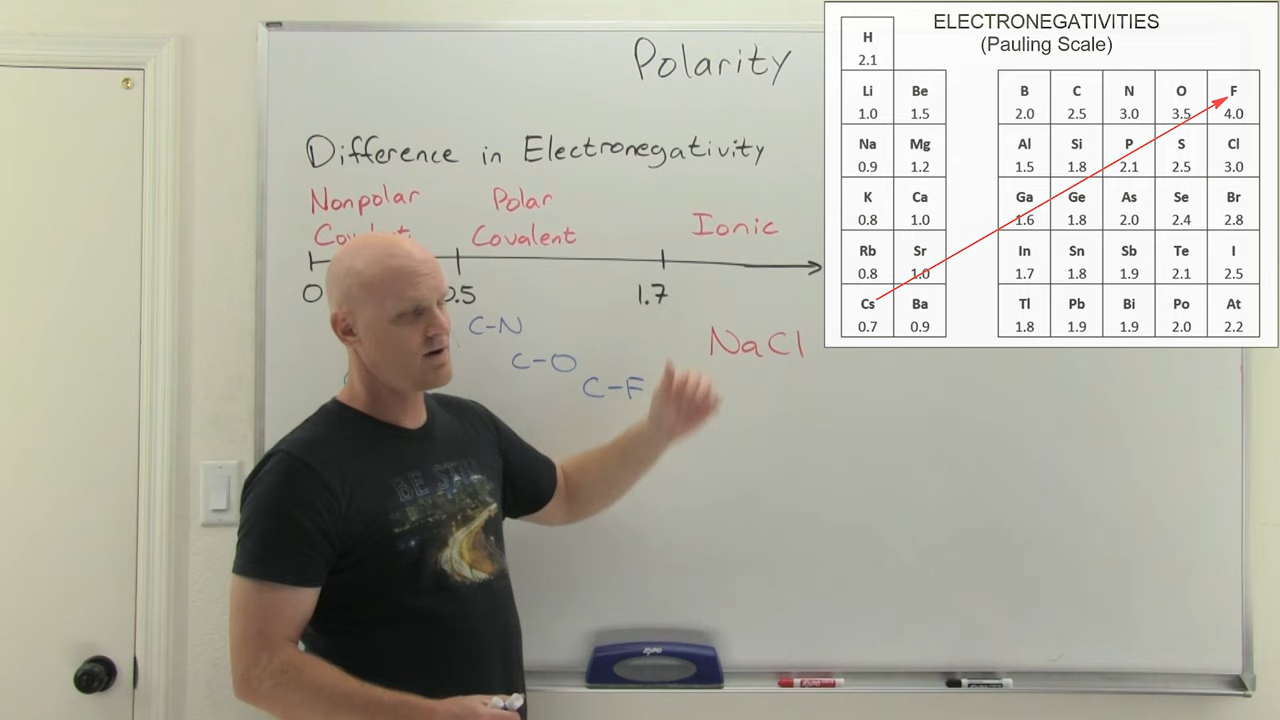 Polarity
Difference in Electronegativity
Nonpolar
Polar
Covalent
Ionic
0
1.7
C-N
C-O
C-F
NaCl
BE STILL
expo
ELECTRONEGATIVITIES
(Pauling Scale)
H
2.1
Li Be B C N O F
1.0 1.5 2.0 2.5 3.0 3.5 4.0
Na Mg Al Si P S Cl
0.9 1.2 1.5 1.8 2.1 2.5 3.0
K Ca Ga Ge As Se Br
0.8 1.0 1.6 1.8 2.0 2.4 2.8
Rb Sr In Sn Sb Te I
0.8 1.0 1.7 1.8 1.9 2.1 2.5
Cs Ba Tl Pb Bi Po At
0.7 0.9 1.8 1.9 1.9 2.0 2.2